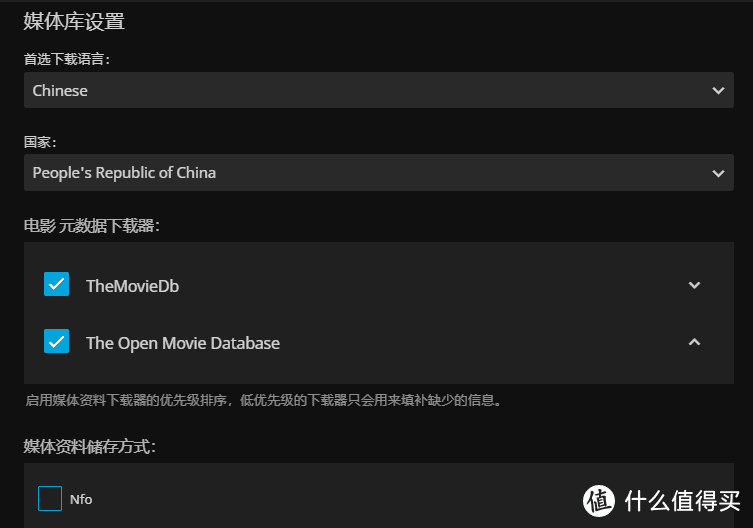 媒体库设置
首选下载语言：
Chinese
国家：
People's Republic of China
电影 元数据下载器：
TheMovieDb
The Open Movie Database
启用媒体资料下载器的优先级排序，低优先级的下载器只会用来填补缺少的信息。
媒体资料储存方式：
Nfo
值 什么值得买